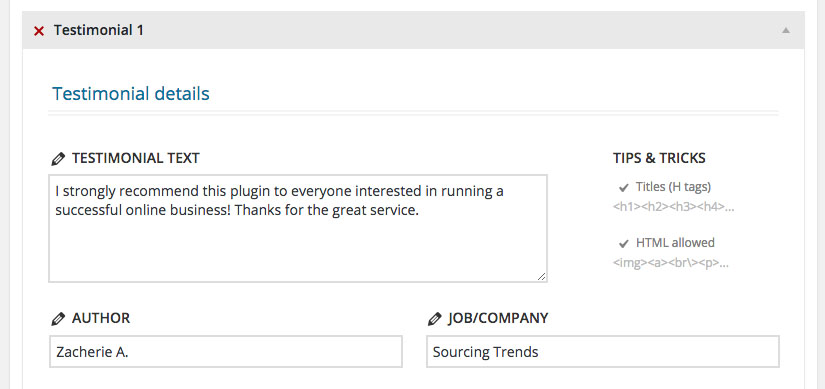 Testimonial 1
Testimonial details
TESTIMONIAL TEXT
I strongly recommend this plugin to everyone interested in running a
successful online business! Thanks for the great service.
TIPS & TRICKS
Titles (H tags)
<h1><h2><h3><h4>...
HTML allowed
<img><a><br\><p>...
AUTHOR
Zacherie A.
JOB/COMPANY
Sourcing Trends